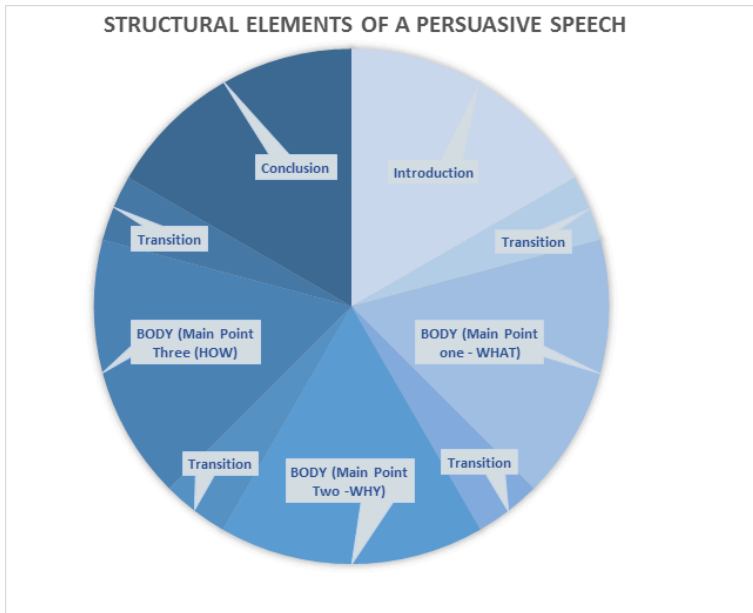 STRUCTURAL ELEMENTS OF A PERSUASIVE SPEECH
Introduction
Transition
BODY (Main Point
one - WHAT)
Transition
BODY (Main Point
Two -WHY)
Transition
BODY (Main Point
Three (HOW)
Transition
Conclusion